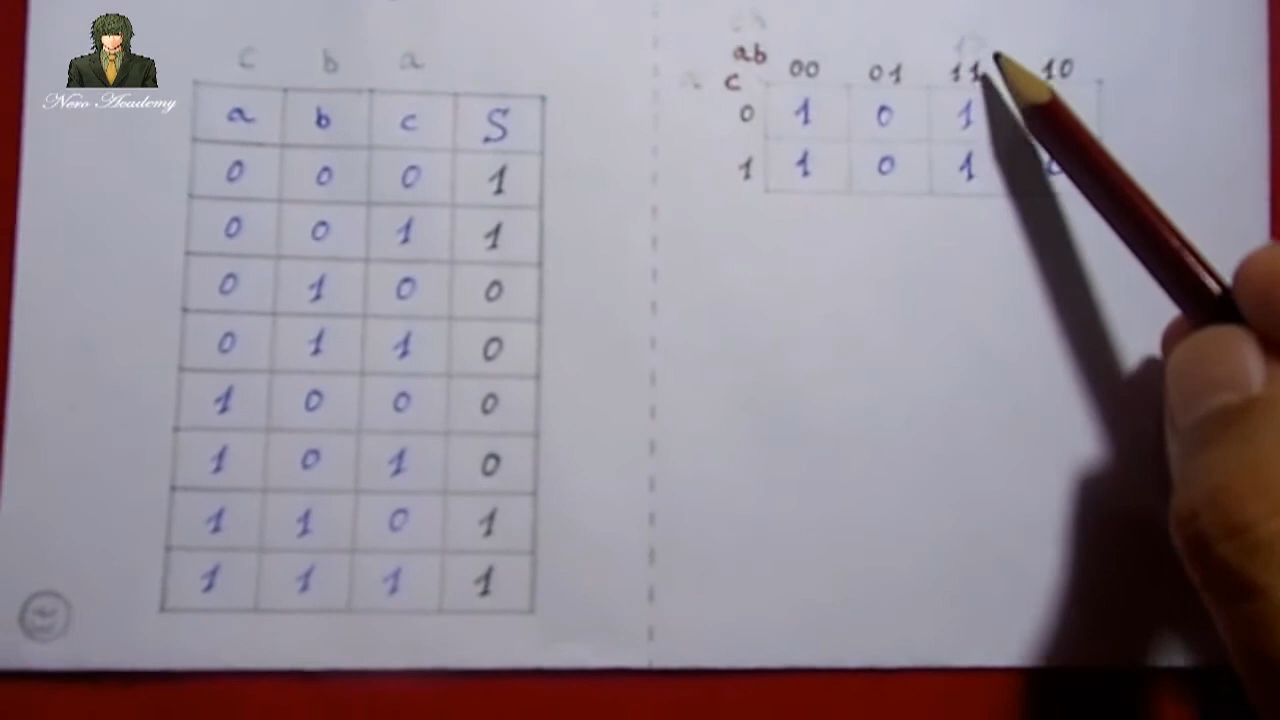 Nero Academy
c b a
a b c S
0 0 0 1
0 0 1 1
0 1 0 0
0 1 1 0
1 0 0 0
1 0 1 0
1 1 0 1
1 1 1 1
ab
c 00 01 11 10
0 1 0 1
1 1 0 1 0